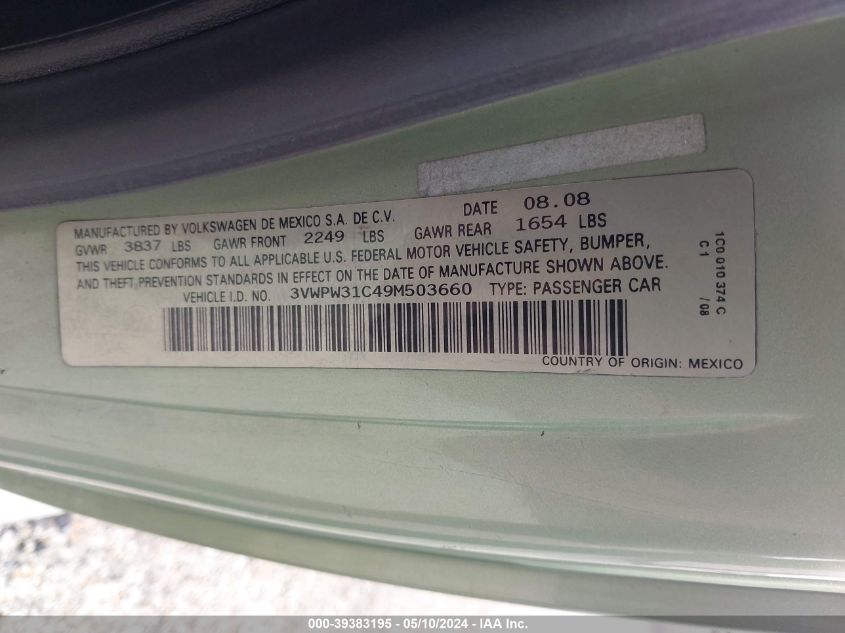 MANUFACTURED BY VOLKSWAGEN DE MEXICO S.A. DE C.V. DATE 08.08
GVWR 3837 LBS GAWR FRONT 2249 LBS GAWR REAR 1654 LBS
THIS VEHICLE CONFORMS TO ALL APPLICABLE U.S. FEDERAL MOTOR VEHICLE SAFETY, BUMPER,
AND THEFT PREVENTION STANDARDS IN EFFECT ON THE DATE OF MANUFACTURE SHOWN ABOVE.
VEHICLE I.D. NO. 3VWPW31C49M503660 TYPE: PASSENGER CAR
COUNTRY OF ORIGIN: MEXICO
1C0 010 374 C
C1 /08
000-39383195 - 05/10/2024 - IAA Inc.